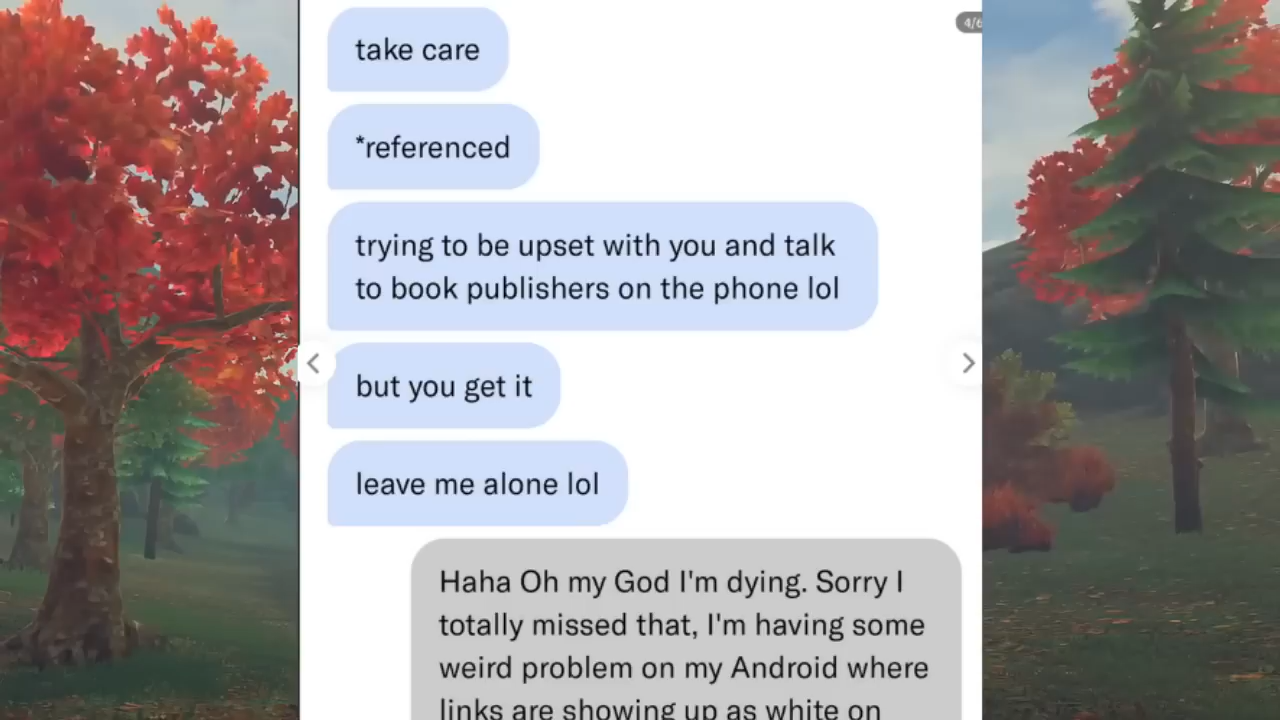 4/6
take care
*referenced
trying to be upset with you and talk
to book publishers on the phone lol
but you get it
leave me alone lol
Haha Oh my God I'm dying. Sorry I
totally missed that, I'm having some
weird problem on my Android where
links are showing up as white on